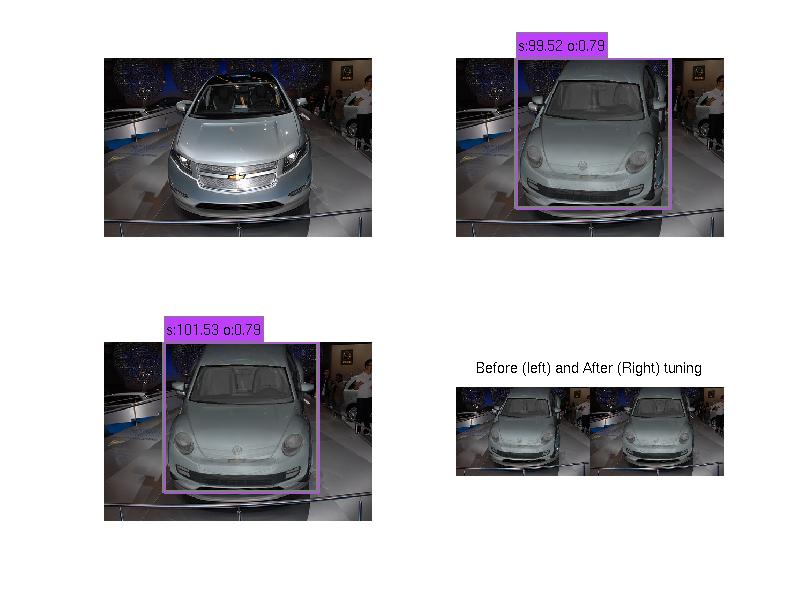 s:99.52 o:0.79
s:101.53 o:0.79
Before (left) and After (Right) tuning